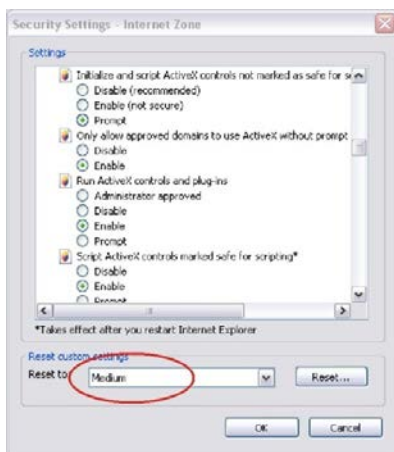 Security Settings - Internet Zone
Settings
Initialize and script ActiveX controls not marked as safe for s
Disable (recommended)
Enable (not secure)
Prompt
Only allow approved domains to use ActiveX without prompt
Disable
Enable
Run ActiveX controls and plug-ins
Administrator approved
Disable
Enable
Prompt
Script ActiveX controls marked safe for scripting*
Disable
Enable
Prompt
*Takes effect after you restart Internet Explorer
Reset custom settings
Reset to:
Medium
Reset...
OK
Cancel